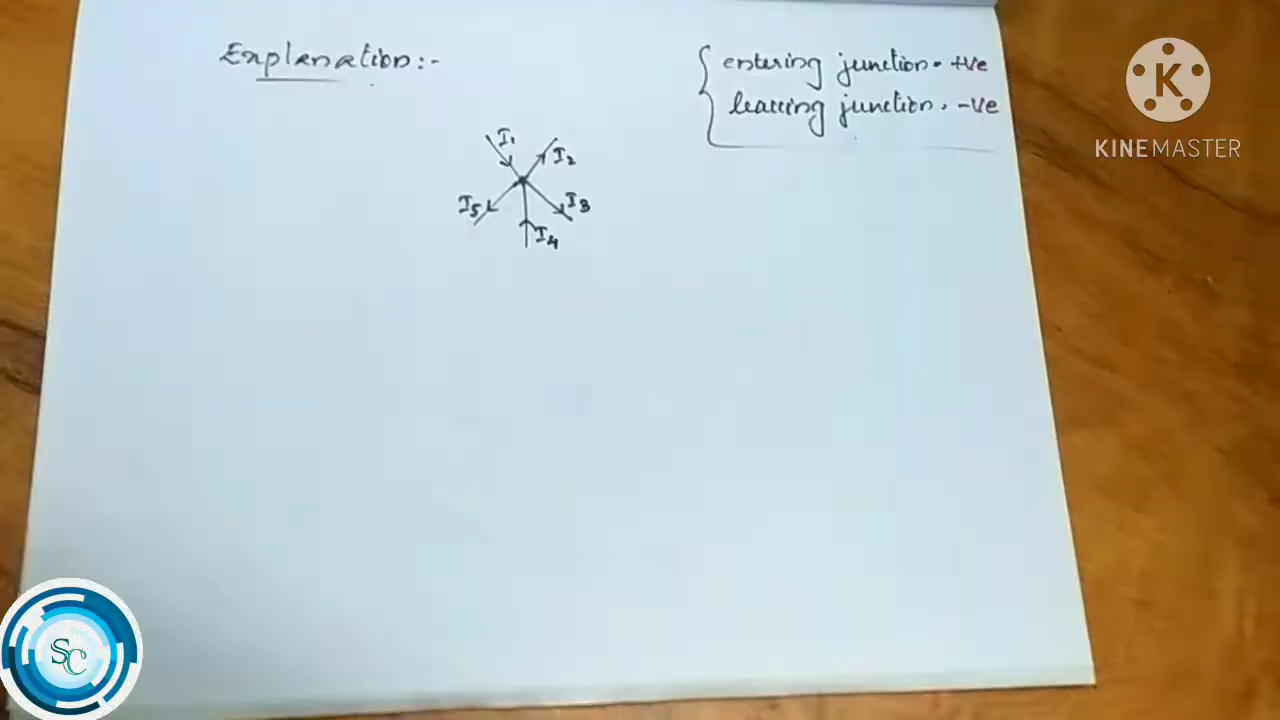 Explanation:-
entering junction - +ve
leaving junction - -ve
I1
I2
I5
I3
I4
K
KINEMASTER
SC